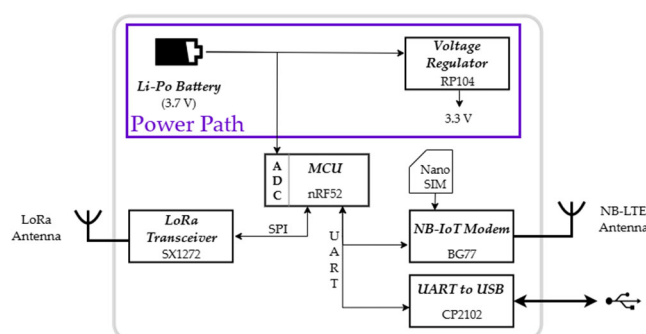 Voltage
Regulator
RP104
Li-Po Battery
(3.7 V)
3.3 V
Power Path
A
D
C
MCU
nRF52
Nano
SIM
LoRa
Antenna
LoRa
Transceiver
SX1272
SPI
U
A
R
T
NB-IoT Modem
BG77
NB-LTE
Antenna
UART to USB
CP2102